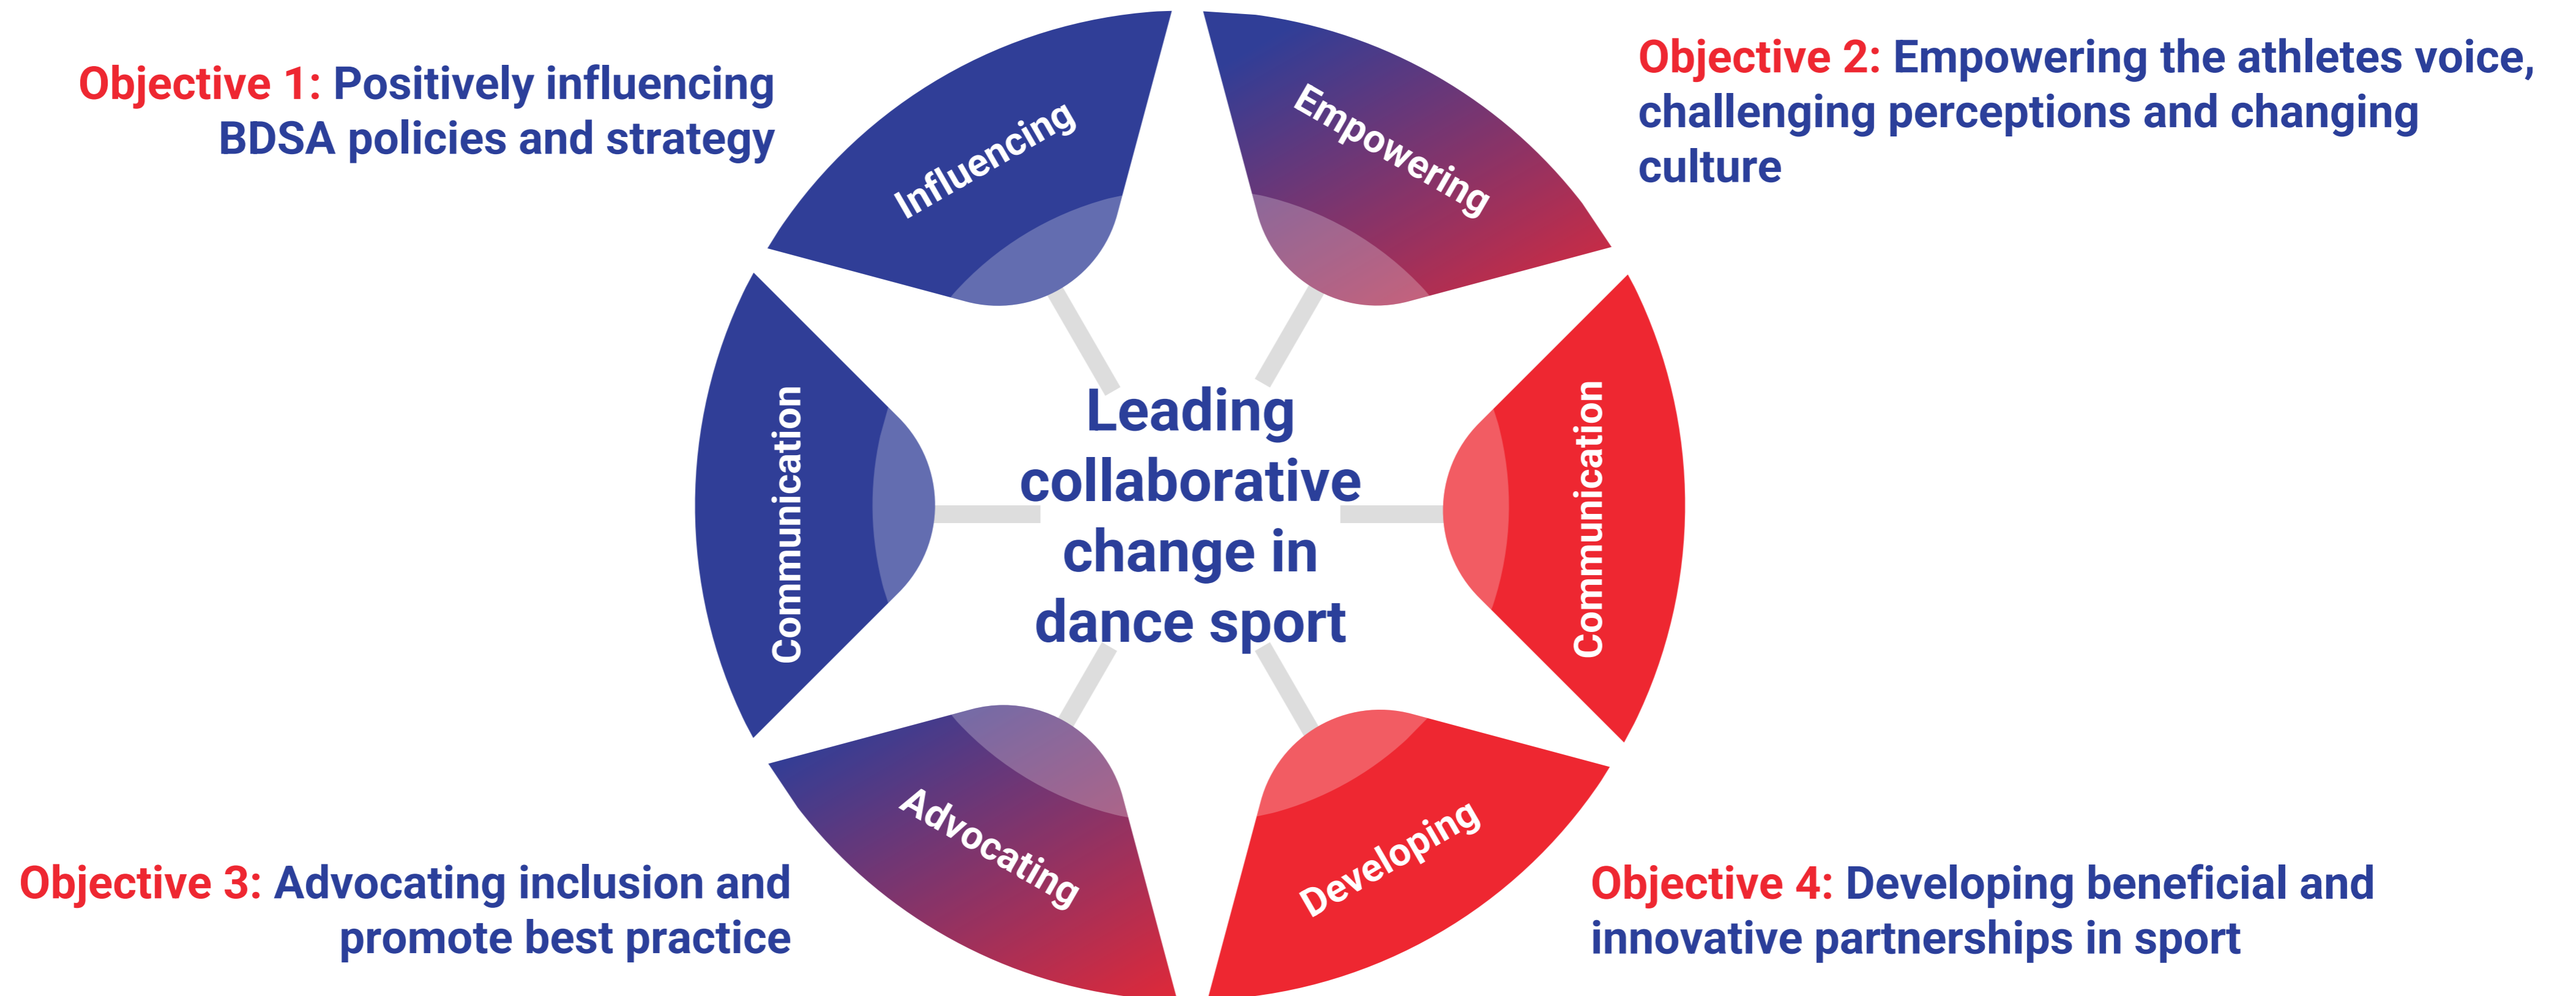 Objective 1: Positively influencing
BDSA policies and strategy
Influencing
Empowering
Objective 2: Empowering the athletes voice,
challenging perceptions and changing
culture
Communication
Leading
collaborative
change in
dance sport
Communication
Objective 3: Advocating inclusion and
promote best practice
Advocating
Developing
Objective 4: Developing beneficial and
innovative partnerships in sport